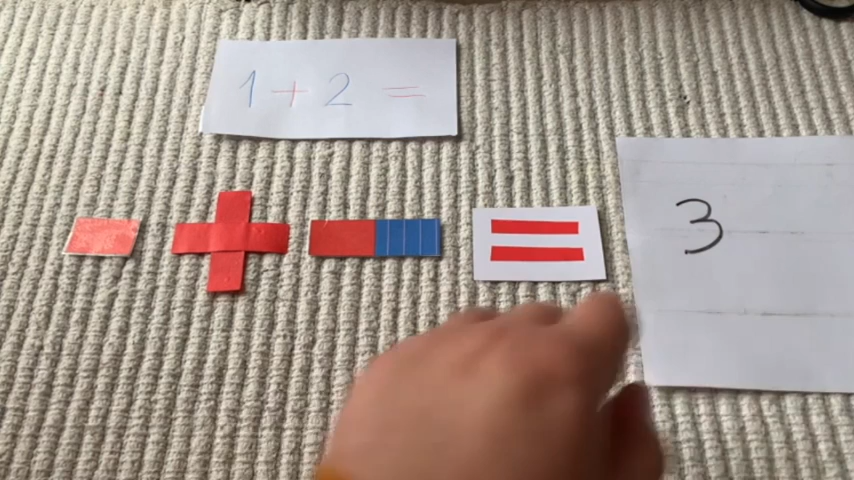 1 + 2 =
+ =
3